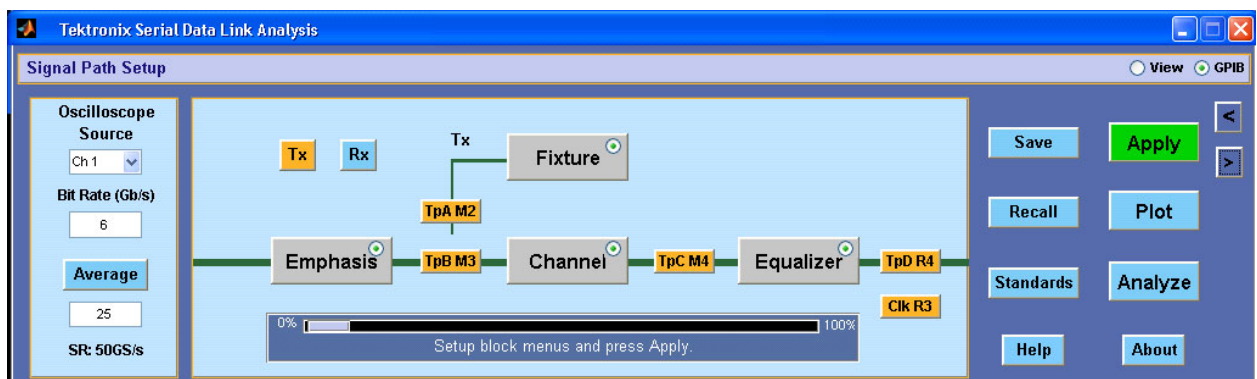 Tektronix Serial Data Link Analysis
Signal Path Setup
View
GPIB
Oscilloscope
Source
Ch 1
Bit Rate (Gb/s)
6
Average
25
SR: 50GS/s
Tx
Rx
Tx
Fixture
TpA M2
Emphasis
TpB M3
Channel
TpC M4
Equalizer
TpD R4
Clk R3
0%
100%
Setup block menus and press Apply.
Save
Apply
<
>
Recall
Plot
Standards
Analyze
Help
About